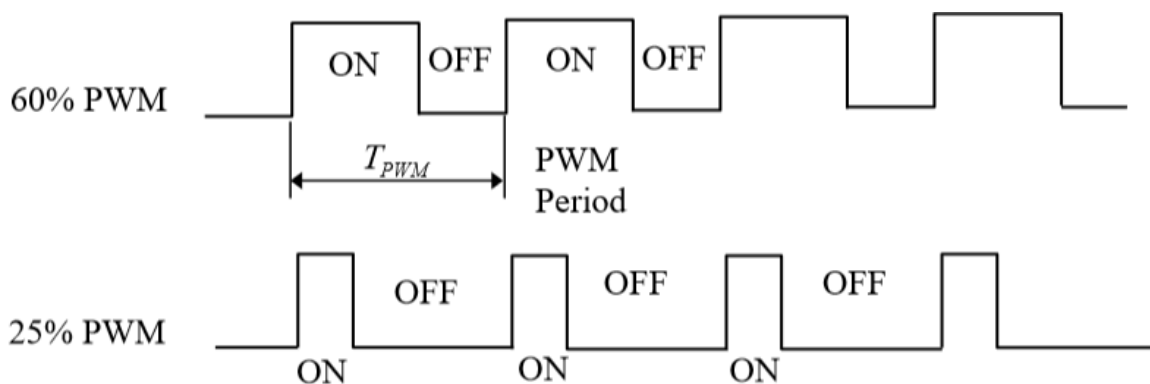 ON OFF ON OFF
60% PWM
T_PWM PWM
Period
OFF OFF OFF
25% PWM
ON ON ON